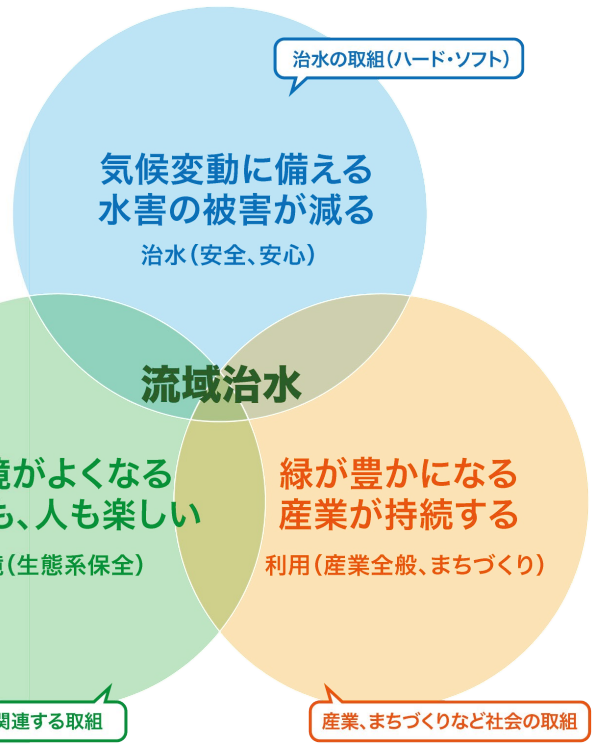 治水の取組（ハード・ソフト）
気候変動に備える
水害の被害が減る
治水（安全、安心）
流域治水
境がよくなる
も、人も楽しい
境（生態系保全）
緑が豊かになる
産業が持続する
利用（産業全般、まちづくり）
関連する取組
産業、まちづくりなど社会の取組